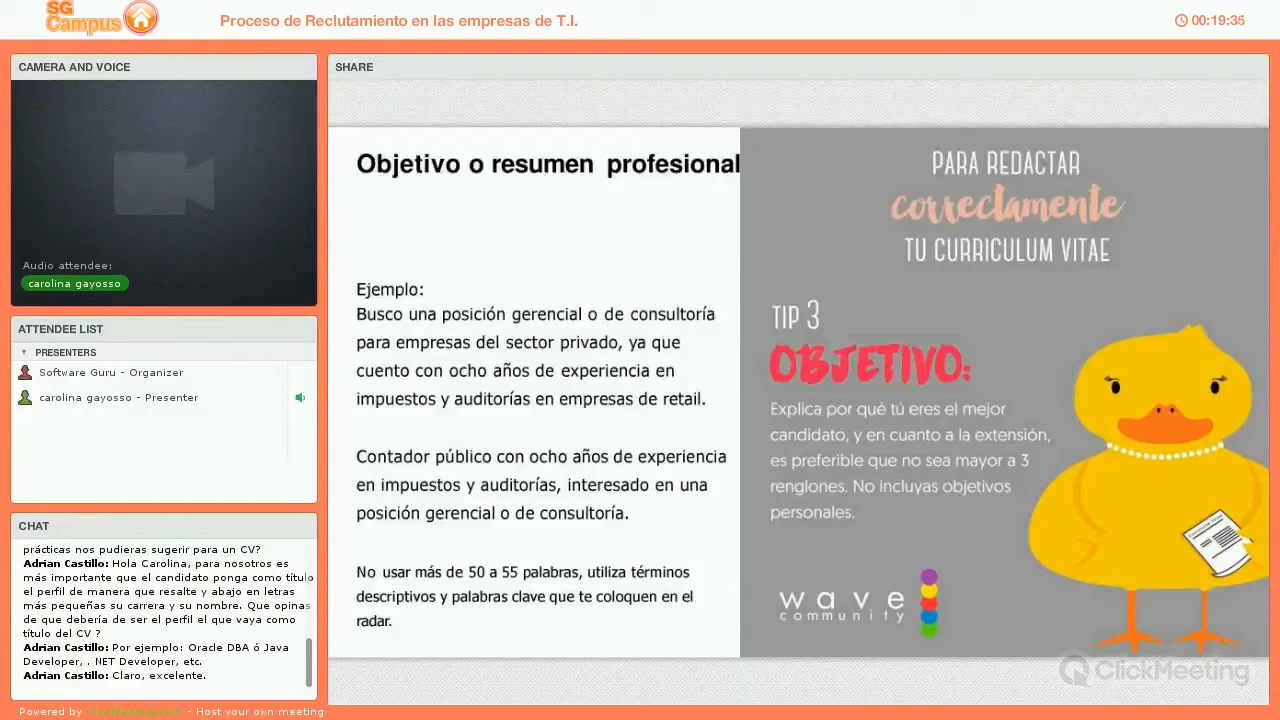 SG
Campus
Proceso de Reclutamiento en las empresas de T.I.
00:19:35
CAMERA AND VOICE
Audio attendee:
carolina gayosso
ATTENDEE LIST
PRESENTERS
Software Guru - Organizer
carolina gayosso - Presenter
CHAT
prácticas nos pudieras sugerir para un CV?
Adrian Castillo: Hola Carolina, para nosotros es
más importante que el candidato ponga como título
el perfil de manera que resalte y abajo en letras
más pequeñas su carrera y su nombre. Que opinas
de que debería de ser el perfil el que vaya como
título del CV ?
Adrian Castillo: Por ejemplo: Oracle DBA ó Java
Developer, . NET Developer, etc.
Adrian Castillo: Claro, excelente.
Powered by ClickMeeting.com - Host your own meeting
SHARE
Objetivo o resumen profesional
Ejemplo:
Busco una posición gerencial o de consultoría
para empresas del sector privado, ya que
cuento con ocho años de experiencia en
impuestos y auditorías en empresas de retail.
Contador público con ocho años de experiencia
en impuestos y auditorías, interesado en una
posición gerencial o de consultoría.
No usar más de 50 a 55 palabras, utiliza términos
descriptivos y palabras clave que te coloquen en el
radar.
PARA REDACTAR
correctamente
TU CURRICULUM VITAE
TIP 3
OBJETIVO:
Explica por qué tú eres el mejor
candidato, y en cuanto a la extensión,
es preferible que no sea mayor a 3
renglones. No incluyas objetivos
personales.
wave
community
ClickMeeting